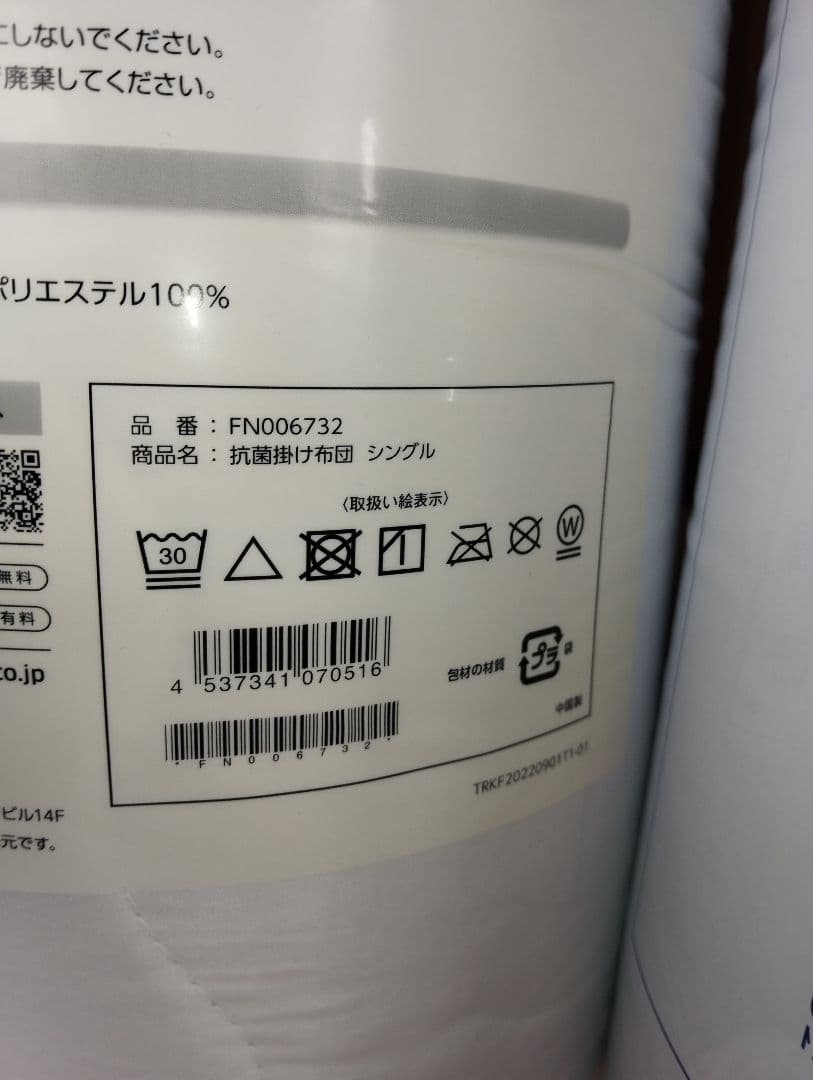 にしないでください。
廃棄してください。
ポリエステル100%
品 番：FN006732
商品名：抗菌掛け布団 シングル
〈取扱い絵表示〉
30
W
無料
有料
co.jp
4 537341 070516
包材の材質
プラ
袋
*FN006732*
中国製
TRKF20220901T1-01
ビル14F
元です。